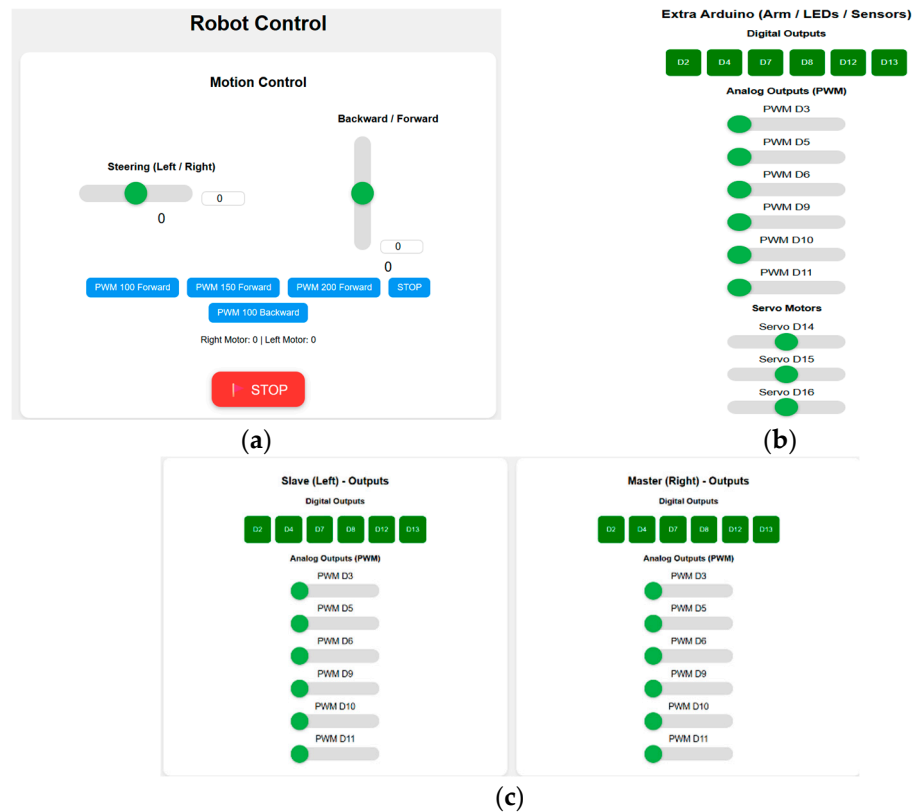 Robot Control
Motion Control
Backward / Forward
Steering (Left / Right)
0
0
0
0
PWM 100 Forward PWM 150 Forward PWM 200 Forward STOP
PWM 100 Backward
Right Motor: 0 | Left Motor: 0
STOP
(a)
Extra Arduino (Arm / LEDs / Sensors)
Digital Outputs
D2 D4 D7 D8 D12 D13
Analog Outputs (PWM)
PWM D3
PWM D5
PWM D6
PWM D9
PWM D10
PWM D11
Servo Motors
Servo D14
Servo D15
Servo D16
(b)
Slave (Left) - Outputs
Digital Outputs
D2 D4 D7 D8 D12 D13
Analog Outputs (PWM)
PWM D3
PWM D5
PWM D6
PWM D9
PWM D10
PWM D11
Master (Right) - Outputs
Digital Outputs
D2 D4 D7 D8 D12 D13
Analog Outputs (PWM)
PWM D3
PWM D5
PWM D6
PWM D9
PWM D10
PWM D11
(c)